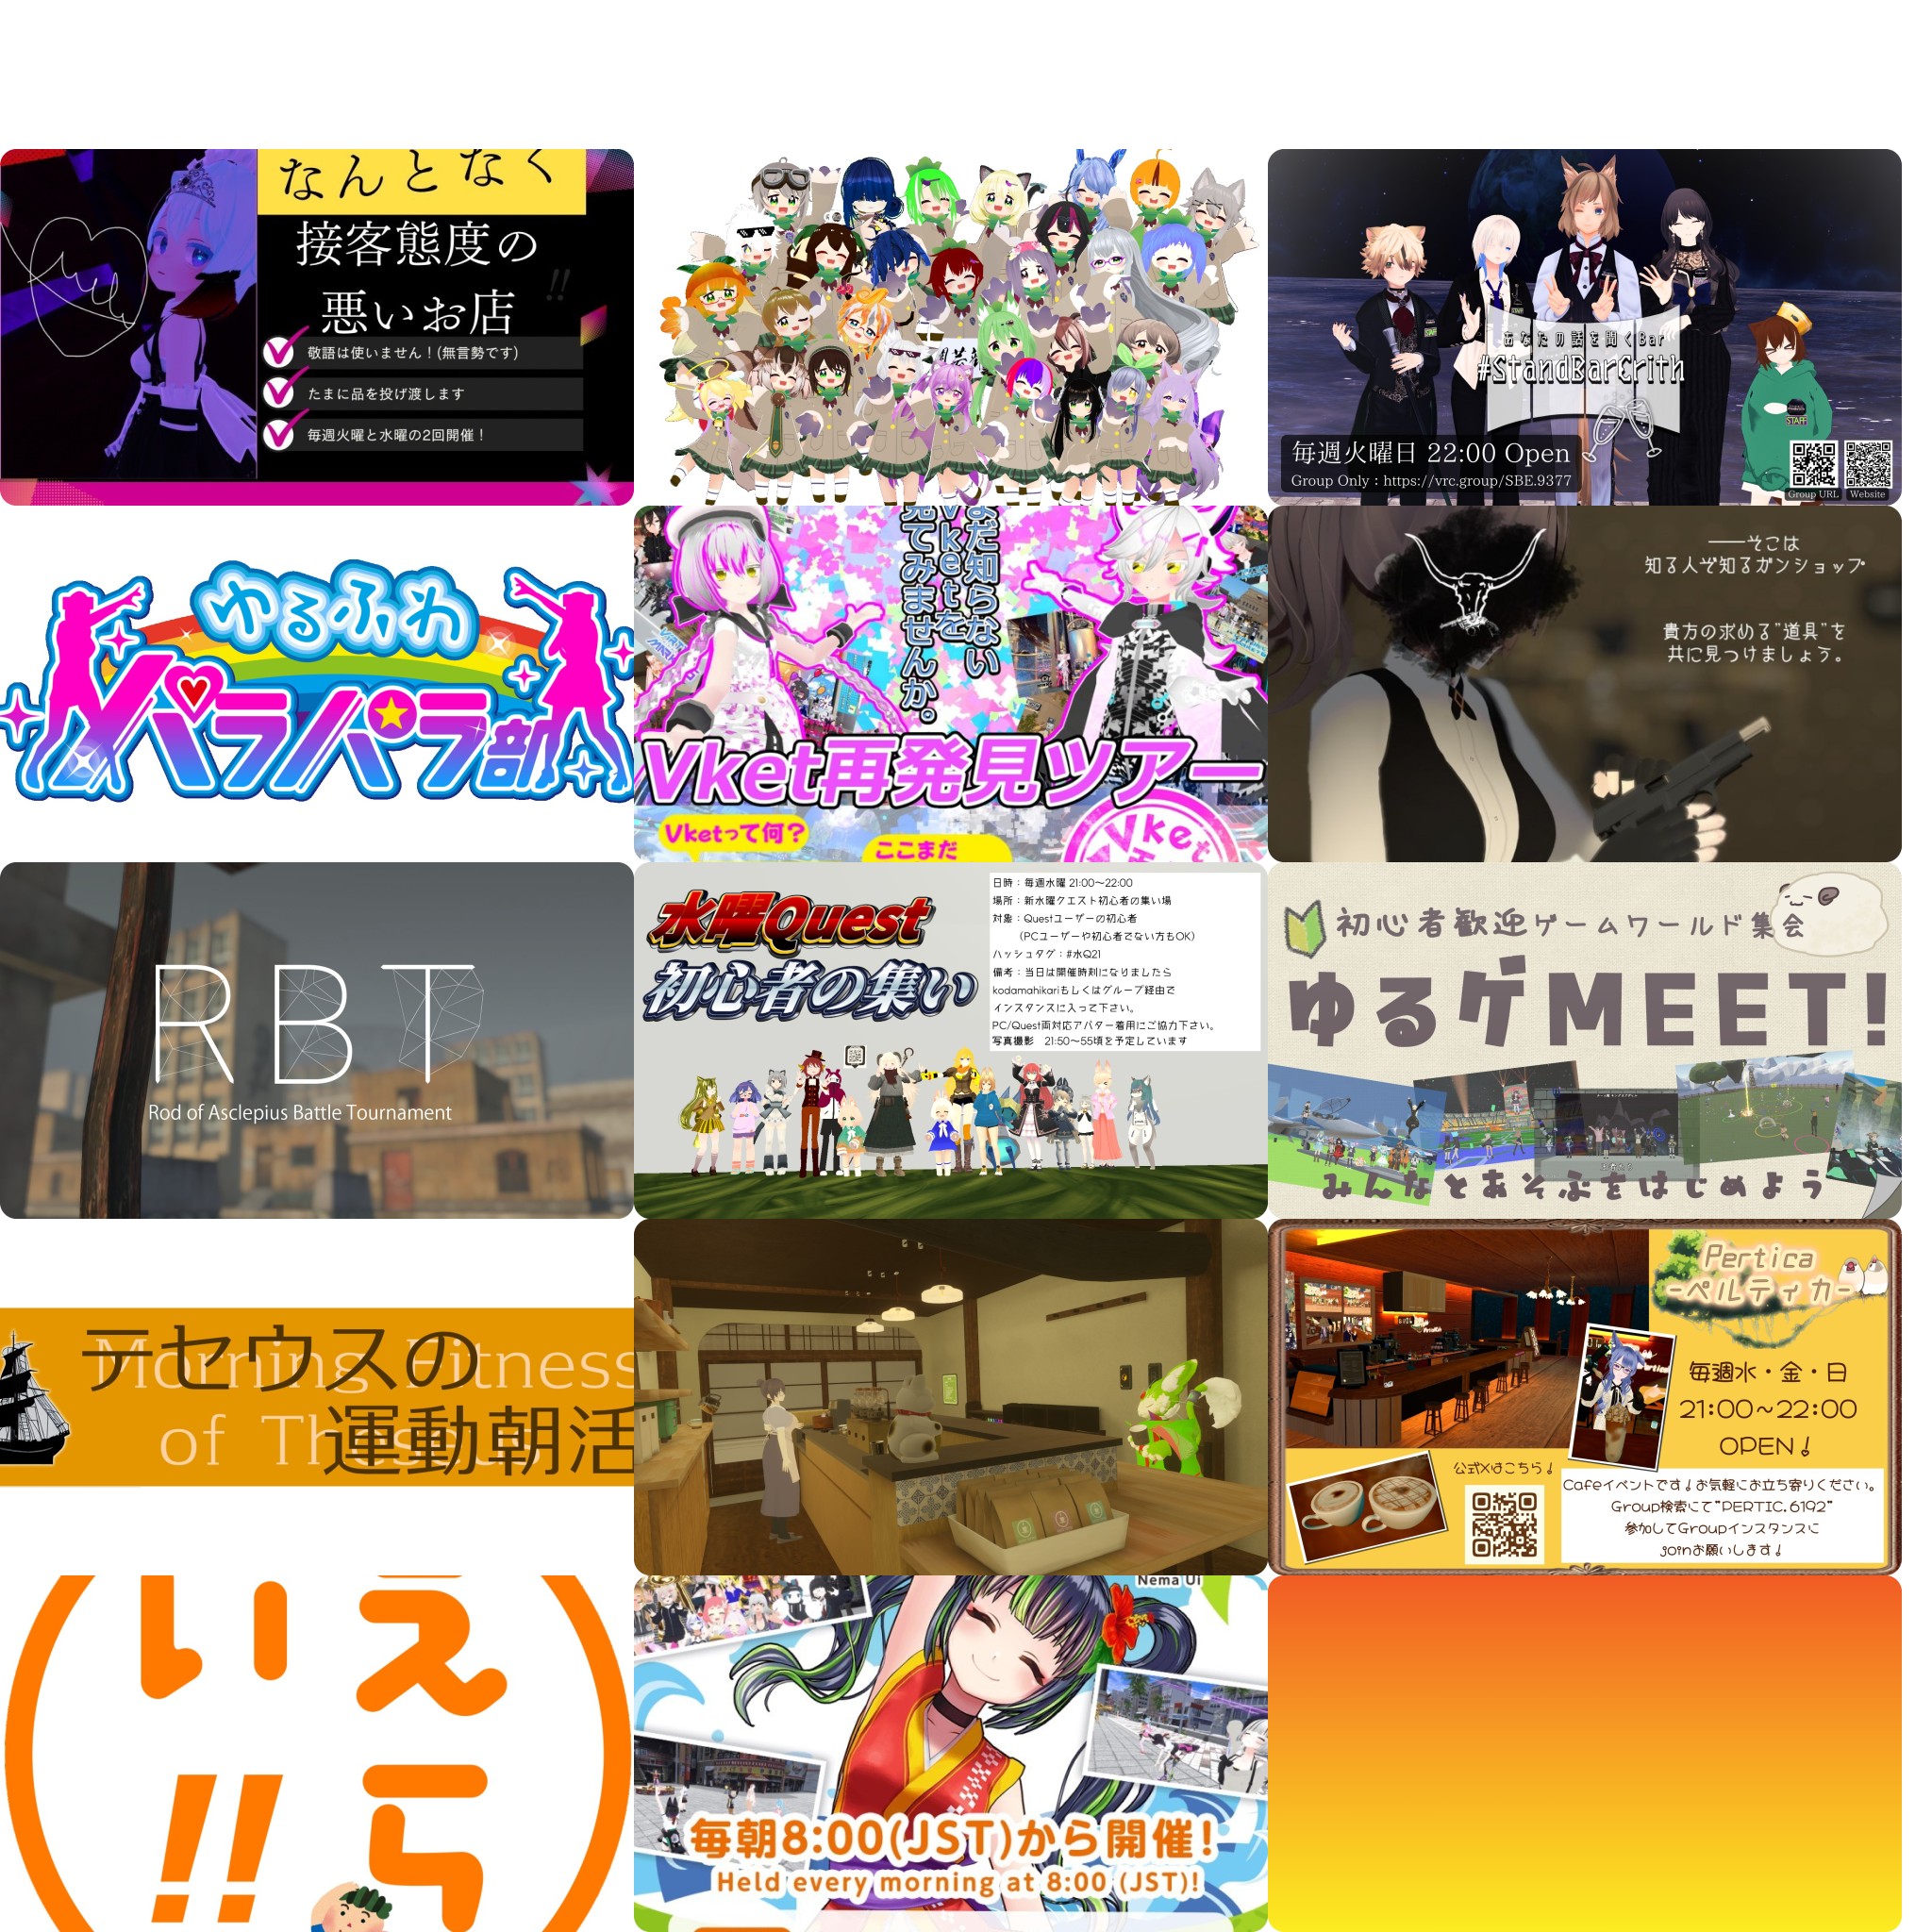 なんとなく
接客態度の
悪いお店
!!
敬語は使いません!(無言勢です)
たまに品を投げ渡します
毎週火曜と水曜の2回開催!
あなたの話を聞くBar
#StandBarErith
STAFF
毎週火曜日 22:00 Open
Group Only : https://vrc.group/SBE.9377
Group URL
Website
ゆるふわ
パラパラ部
まだ知らない
Vketを
見てみませんか。
Vket再発見ツアー
Vketって何?
ここまだ
Vket
──そこは
知る人ぞ知るガンショップ
貴方の求める"道具"を
共に見つけましょう。
RBT
Rod of Asclepius Battle Tournament
水曜Quest
初心者の集い
日時:毎週水曜 21:00~22:00
場所:新水曜クエスト初心者の集い場
対象:Questユーザーの初心者
(PCユーザーや初心者でない方もOK)
ハッシュタグ:#水Q21
備考:当日は開催時刻になりましたら
kodamahikariもしくはグループ経由で
インスタンスに入って下さい。
PC/Quest両対応アバター着用にご協力下さい。
写真撮影 21:50~55頃を予定しています
初心者歓迎ゲームワールド集会
ゆるゲMEET!
みんなとあそぶをはじめよう
テセウスの
Morning Fitness
運動朝活
of Theseus
Pertica
-ペルティカ-
毎週水・金・日
21:00~22:00
OPEN!
公式Xはこちら!
Cafeイベントです!お気軽にお立ち寄りください。
Group検索にて"PERTIC.6192"
参加してGroupインスタンスに
joinお願いします!
えら
いい!!
Nema Ui
毎朝8:00(JST)から開催!
Held every morning at 8:00 (JST)!